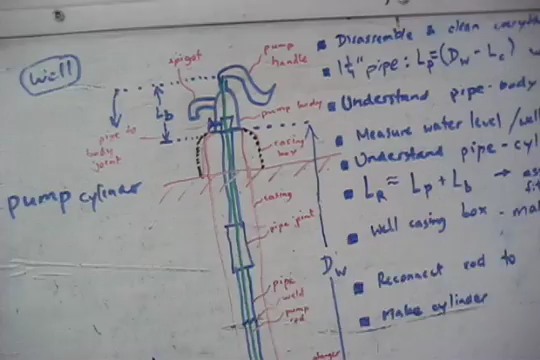 Well
spigot
pump
handle
Lb
pump body
pipe to
body
joint
casing
box
pump cylinder
casing
pipe joint
Dw
pipe
weld
pump
rod
Disassemble & clean
1¼" pipe: Lp≈(Dw - Lc)
Understand pipe-body
Measure water level/well
Understand pipe-cyl
LR ≈ Lp + Lb →
Well casing box -
Reconnect rod to
Make cylinder